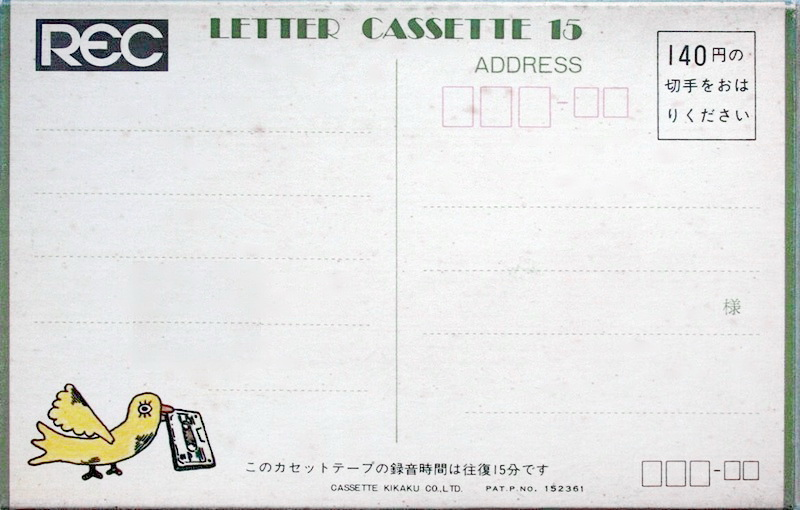 REC
LETTER CASSETTE 15
ADDRESS
140円の
切手をおは
りください
様
このカセットテープの録音時間は往復15分です
CASSETTE KIKAKU CO.,LTD. PAT.P.NO. 152361